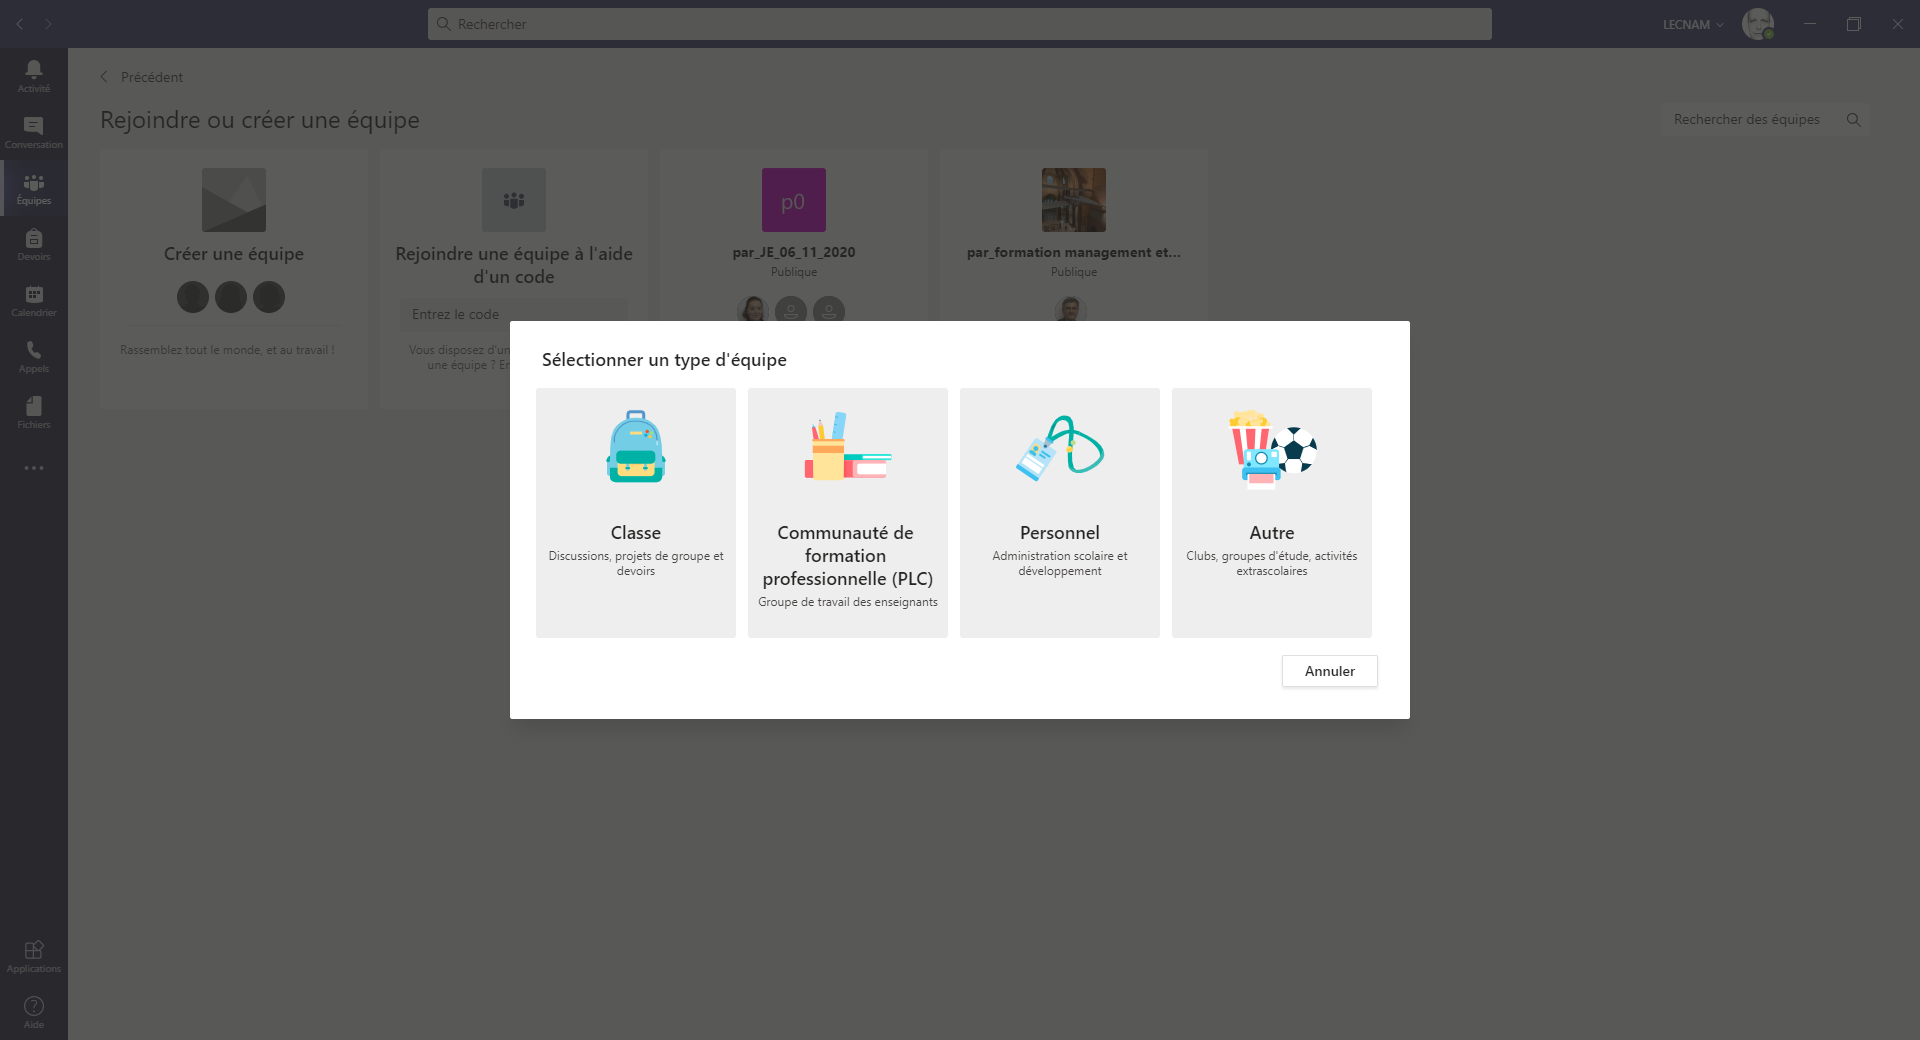 Rechercher
LECNAM
Activité
Conversation
Équipes
Devoirs
Calendrier
Appels
Fichiers
Applications
Aide
Précédent
Rejoindre ou créer une équipe
Rechercher des équipes
Créer une équipe
Rassemblez tout le monde, et au travail !
Rejoindre une équipe à l'aide
d'un code
Entrez le code
Vous disposez d'un
une équipe ? En
p0
par_JE_06_11_2020
Publique
par_formation management et...
Publique
Sélectionner un type d'équipe
Classe
Discussions, projets de groupe et
devoirs
Communauté de
formation
professionnelle (PLC)
Groupe de travail des enseignants
Personnel
Administration scolaire et
développement
Autre
Clubs, groupes d'étude, activités
extrascolaires
Annuler